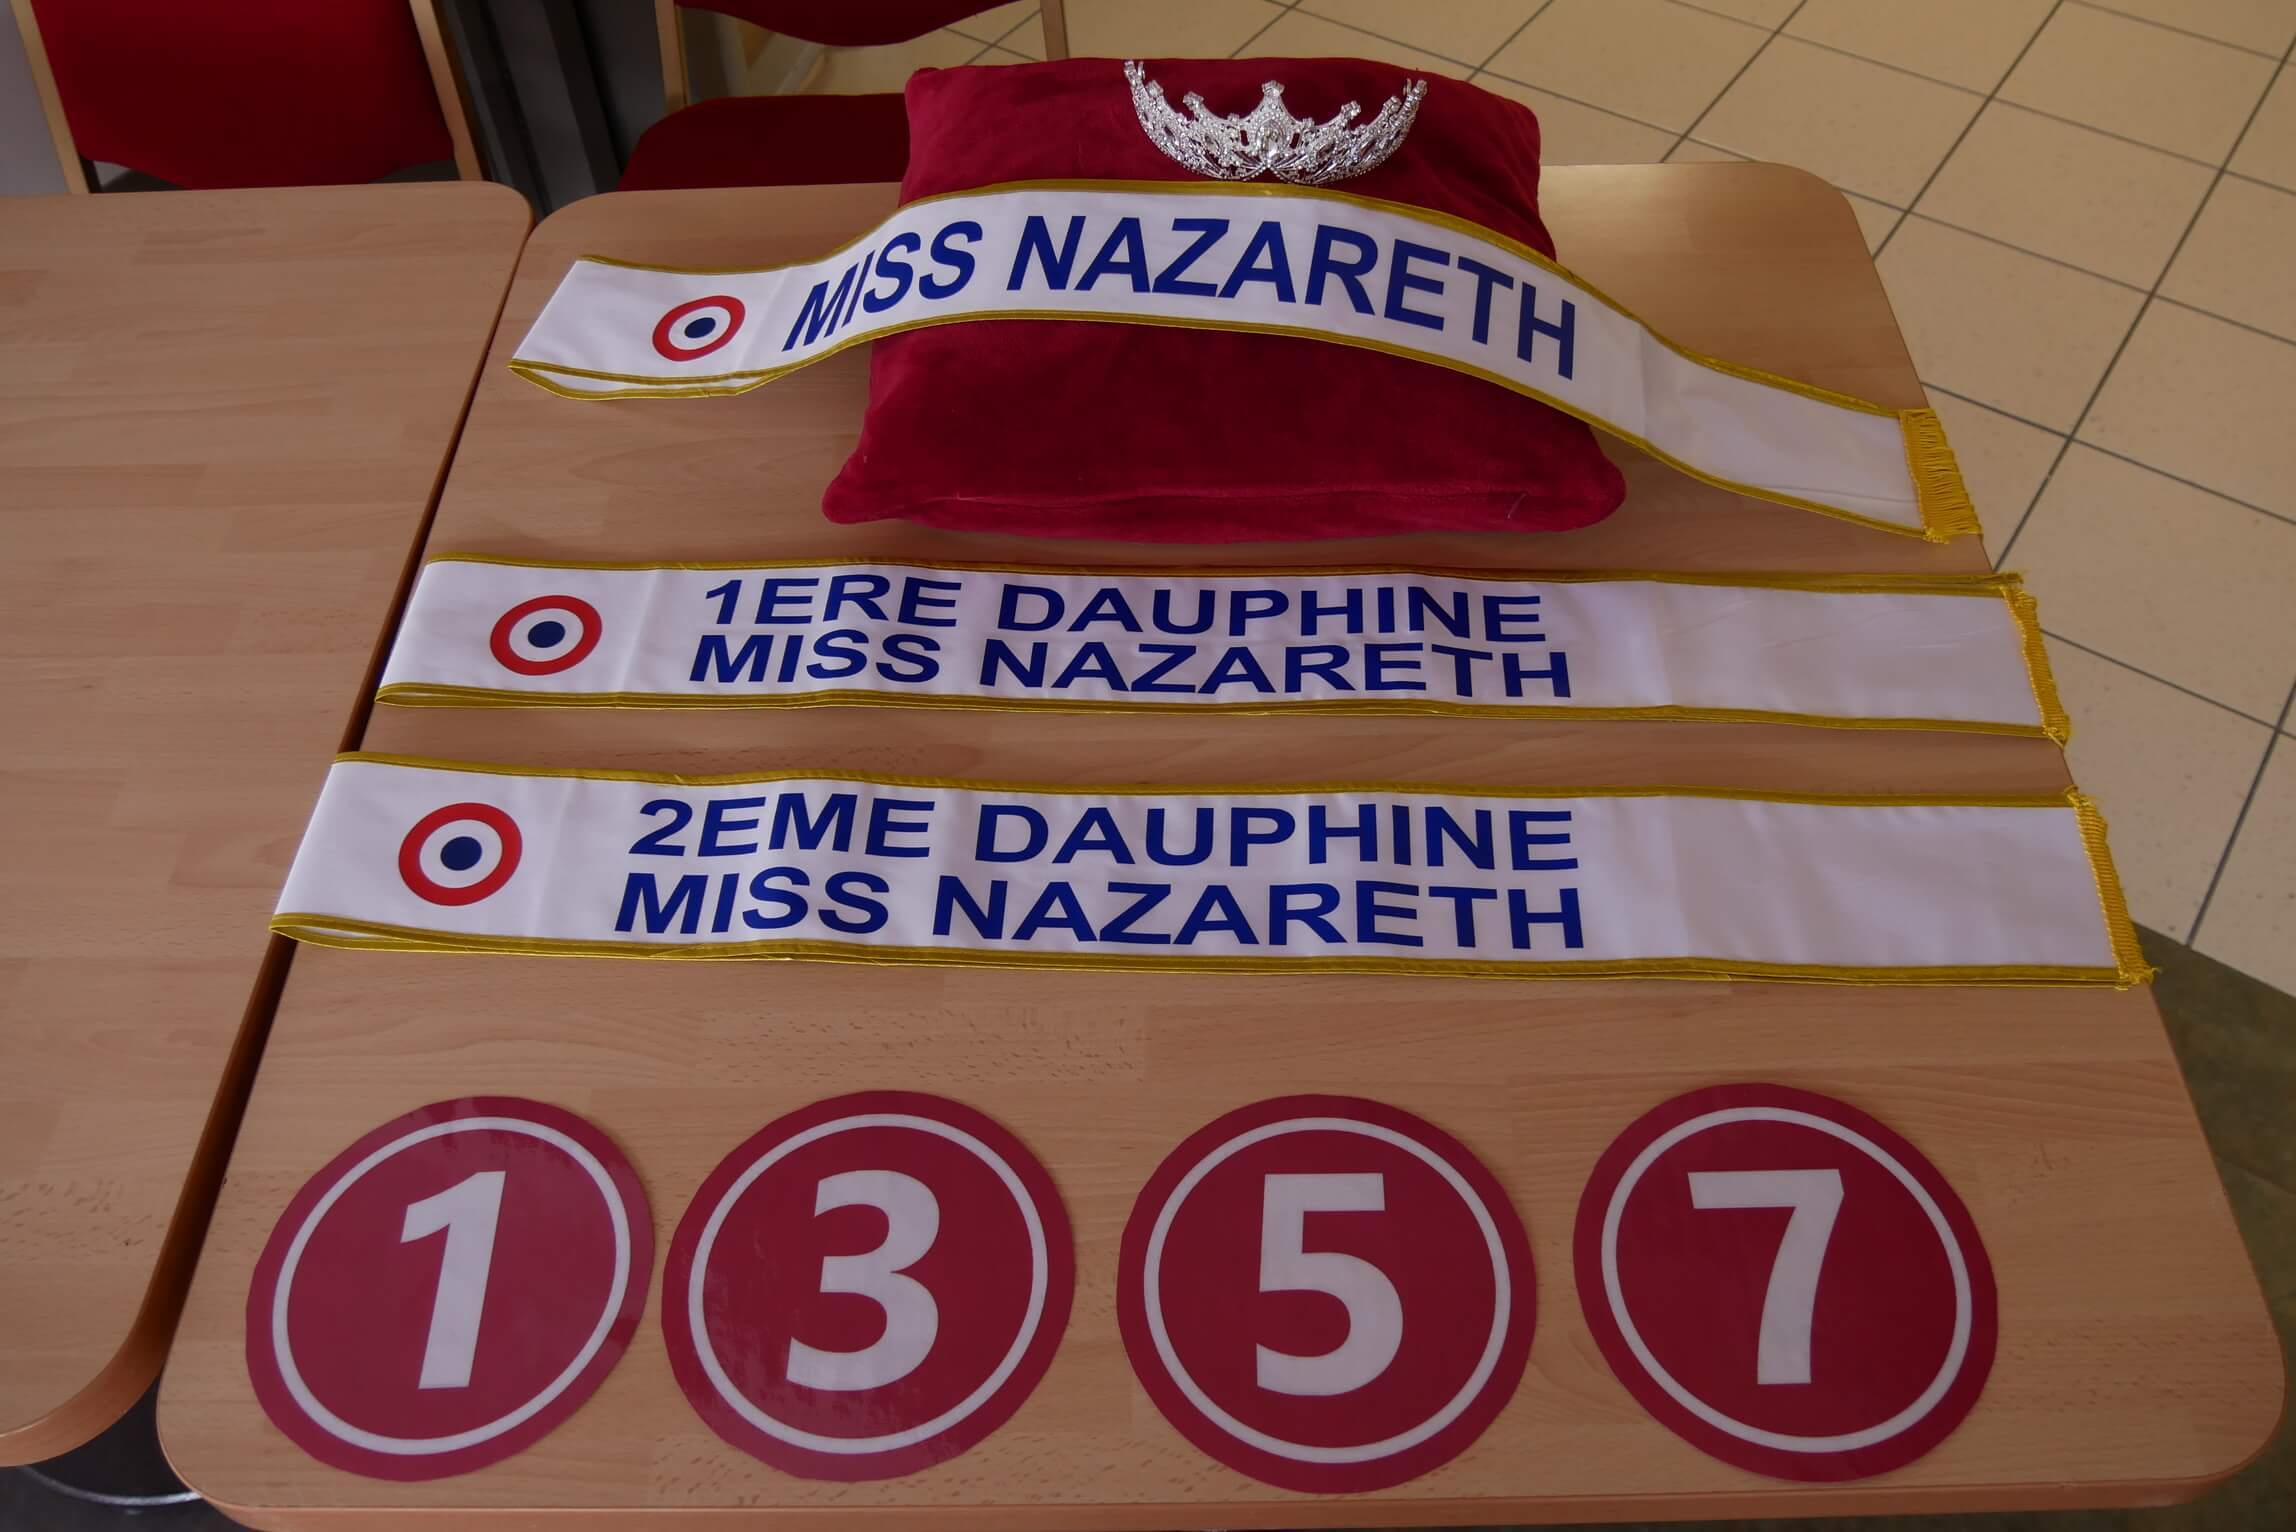 MISS NAZARETH
1ERE DAUPHINE
MISS NAZARETH
2EME DAUPHINE
MISS NAZARETH
1 3 5 7